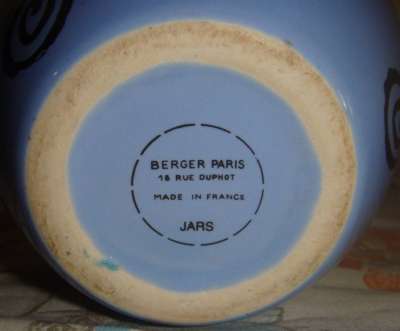 BERGER PARIS
18 RUE DUPHOT
MADE IN FRANCE
JARS